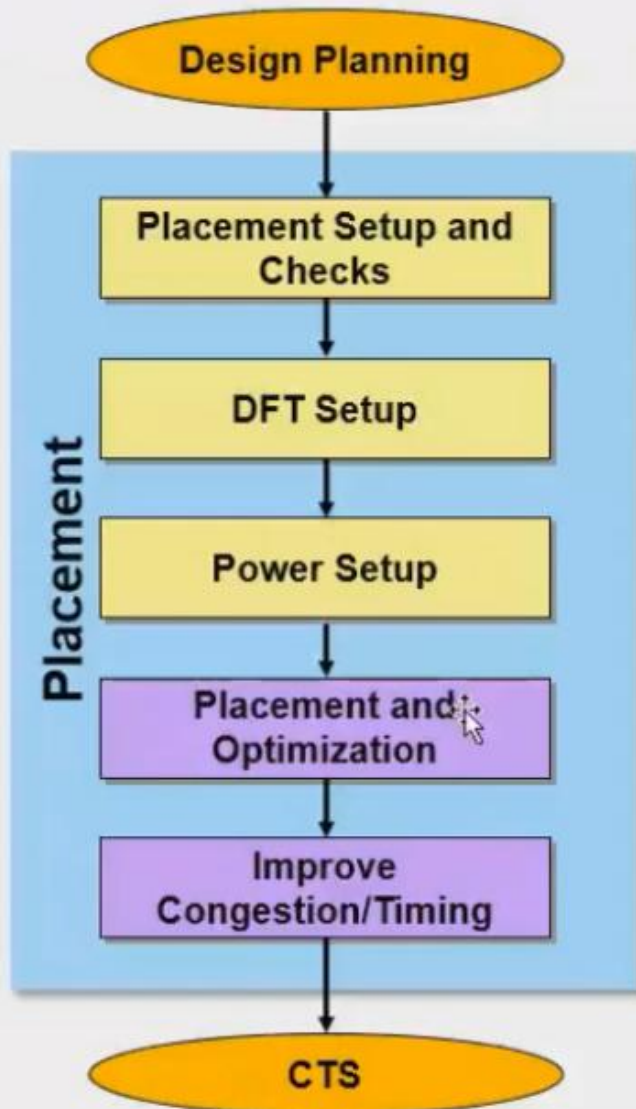 Design Planning
Placement Setup and
Checks
DFT Setup
Placement
Power Setup
Placement and
Optimization
Improve
Congestion/Timing
CTS